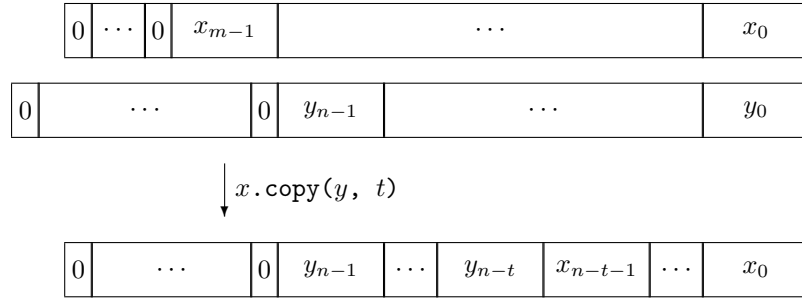 0 ⋯ 0 x_{m−1} ⋯ x_0
0 ⋯ 0 y_{n−1} ⋯ y_0
x.copy(y, t)
0 ⋯ 0 y_{n−1} ⋯ y_{n−t} x_{n−t−1} ⋯ x_0